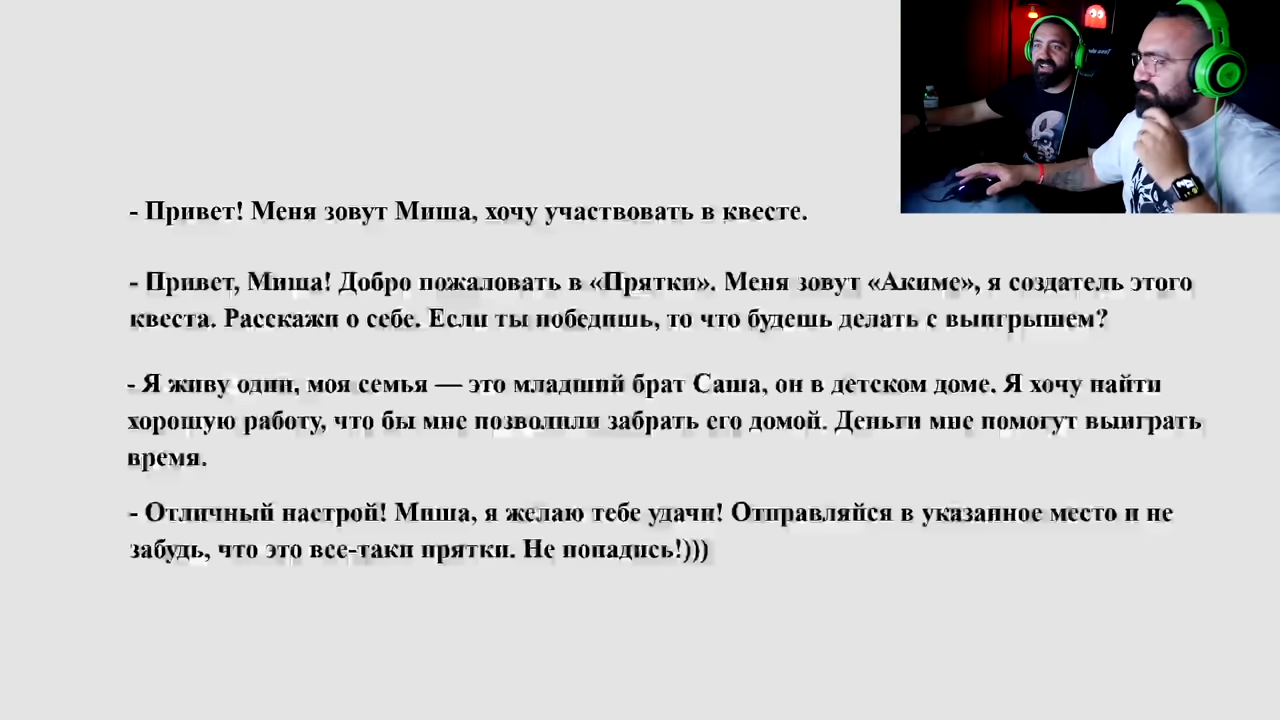 - Привет! Меня зовут Миша, хочу участвовать в квесте.
- Привет, Миша! Добро пожаловать в «Прятки». Меня зовут «Акиме», я создатель этого
квеста. Расскажи о себе. Если ты победишь, то что будешь делать с выигрышем?
- Я живу один, моя семья — это младший брат Саша, он в детском доме. Я хочу найти
хорошую работу, что бы мне позволили забрать его домой. Деньги мне помогут выиграть
время.
- Отличный настрой! Миша, я желаю тебе удачи! Отправляйся в указанное место и не
забудь, что это все-таки прятки. Не попадись!)))